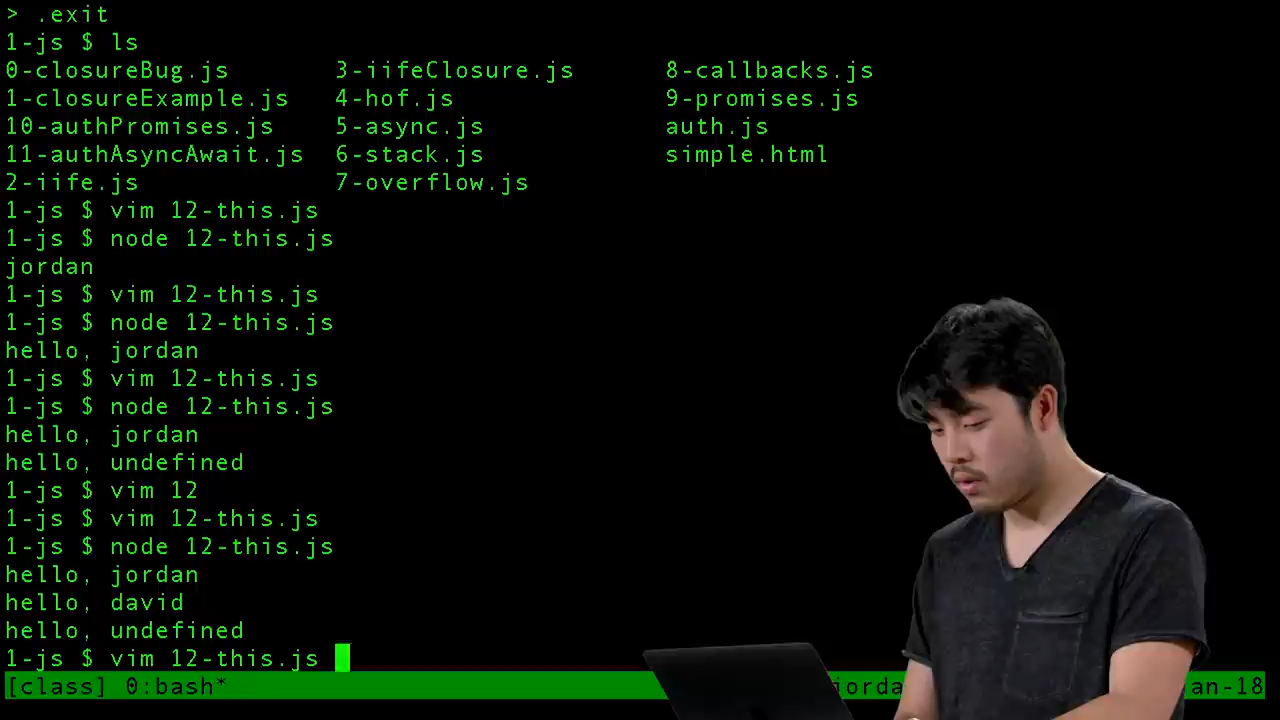 > .exit
1-js $ ls
0-closureBug.js 3-iifeClosure.js 8-callbacks.js
1-closureExample.js 4-hof.js 9-promises.js
10-authPromises.js 5-async.js auth.js
11-authAsyncAwait.js 6-stack.js simple.html
2-iife.js 7-overflow.js
1-js $ vim 12-this.js
1-js $ node 12-this.js
jordan
1-js $ vim 12-this.js
1-js $ node 12-this.js
hello, jordan
1-js $ vim 12-this.js
1-js $ node 12-this.js
hello, jordan
hello, undefined
1-js $ vim 12
1-js $ vim 12-this.js
1-js $ node 12-this.js
hello, jordan
hello, david
hello, undefined
1-js $ vim 12-this.js
[class] 0:bash* jorda an-18